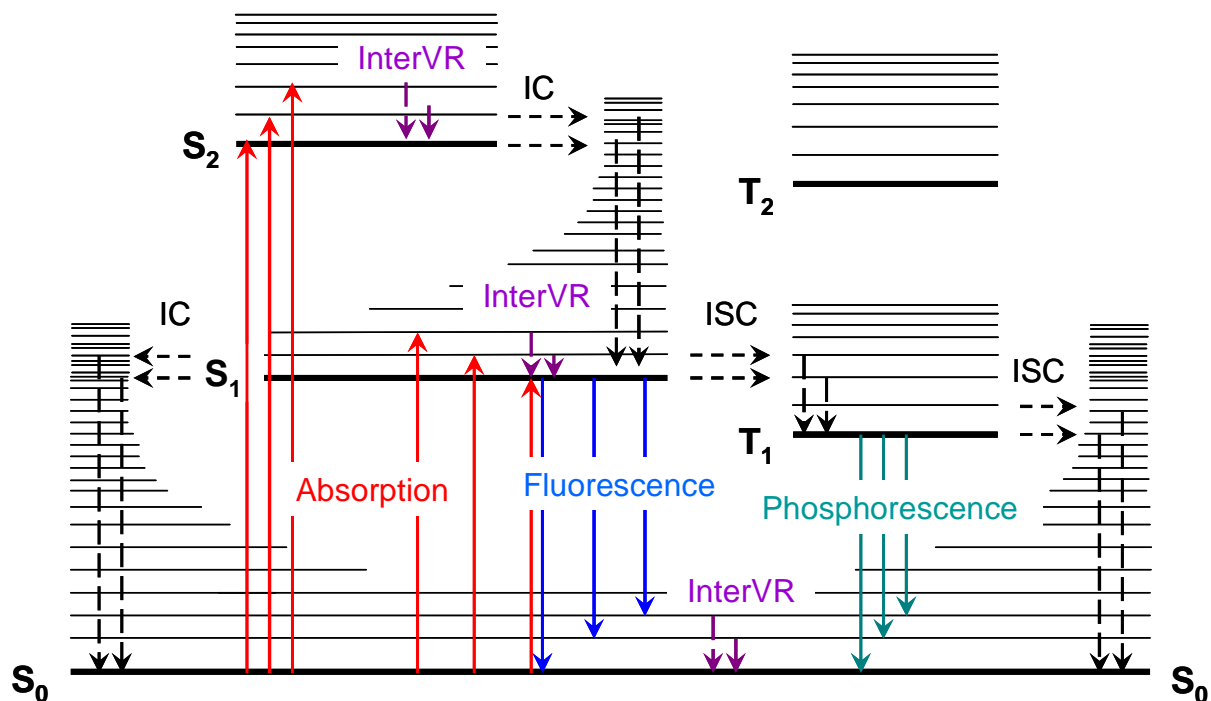 InterVR
IC
S2
T2
InterVR
IC
ISC
S1
ISC
T1
Absorption
Fluorescence
Phosphorescence
InterVR
S0
S0